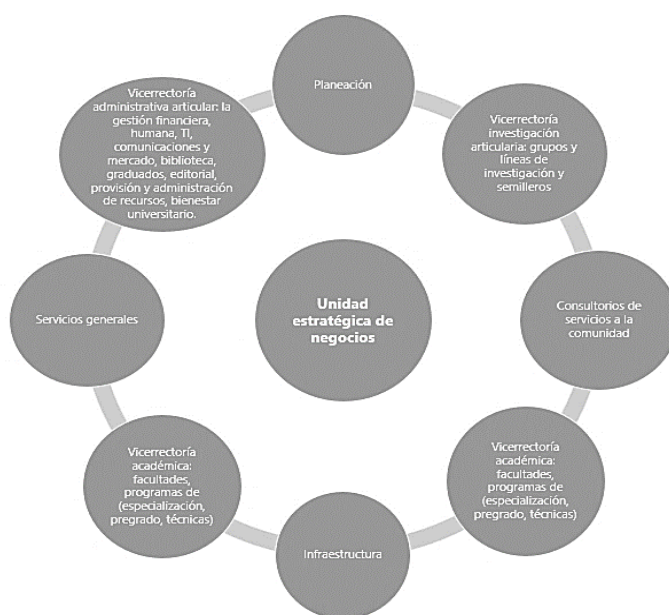 Planeación
Vicerrectoría
administrativa articular: la
gestión financiera,
humana, TI,
comunicaciones y
mercado, biblioteca,
graduados, editorial,
provisión y administración
de recursos, bienestar
universitario.
Vicerrectoría
investigación
articularia: grupos y
líneas de
investigación y
semilleros
Servicios generales
Unidad
estratégica de
negocios
Consultorios de
servicios a la
comunidad
Vicerrectoría
académica:
facultades,
programas de
(especialización,
pregrado, técnicas)
Vicerrectoría
académica:
facultades,
programas de
(especialización,
pregrado, técnicas)
Infraestructura